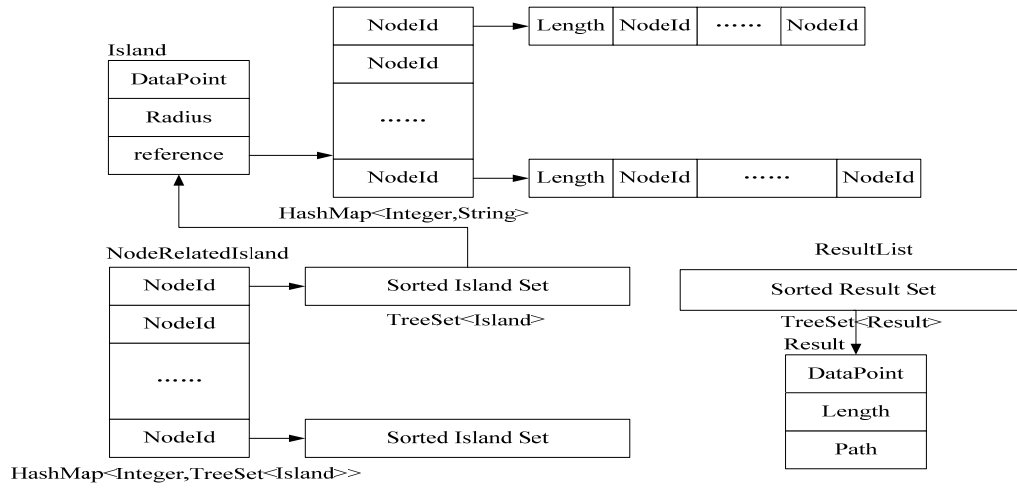 NodeId
Length NodeId ...... NodeId
Island
NodeId
DataPoint
Radius
......
reference
NodeId
Length NodeId ...... NodeId
HashMap<Integer,String>
NodeRelatedIsland
ResultList
NodeId
Sorted Island Set
Sorted Result Set
NodeId
TreeSet<Island>
TreeSet<Result>
Result
......
DataPoint
Length
NodeId
Sorted Island Set
Path
HashMap<Integer,TreeSet<Island>>